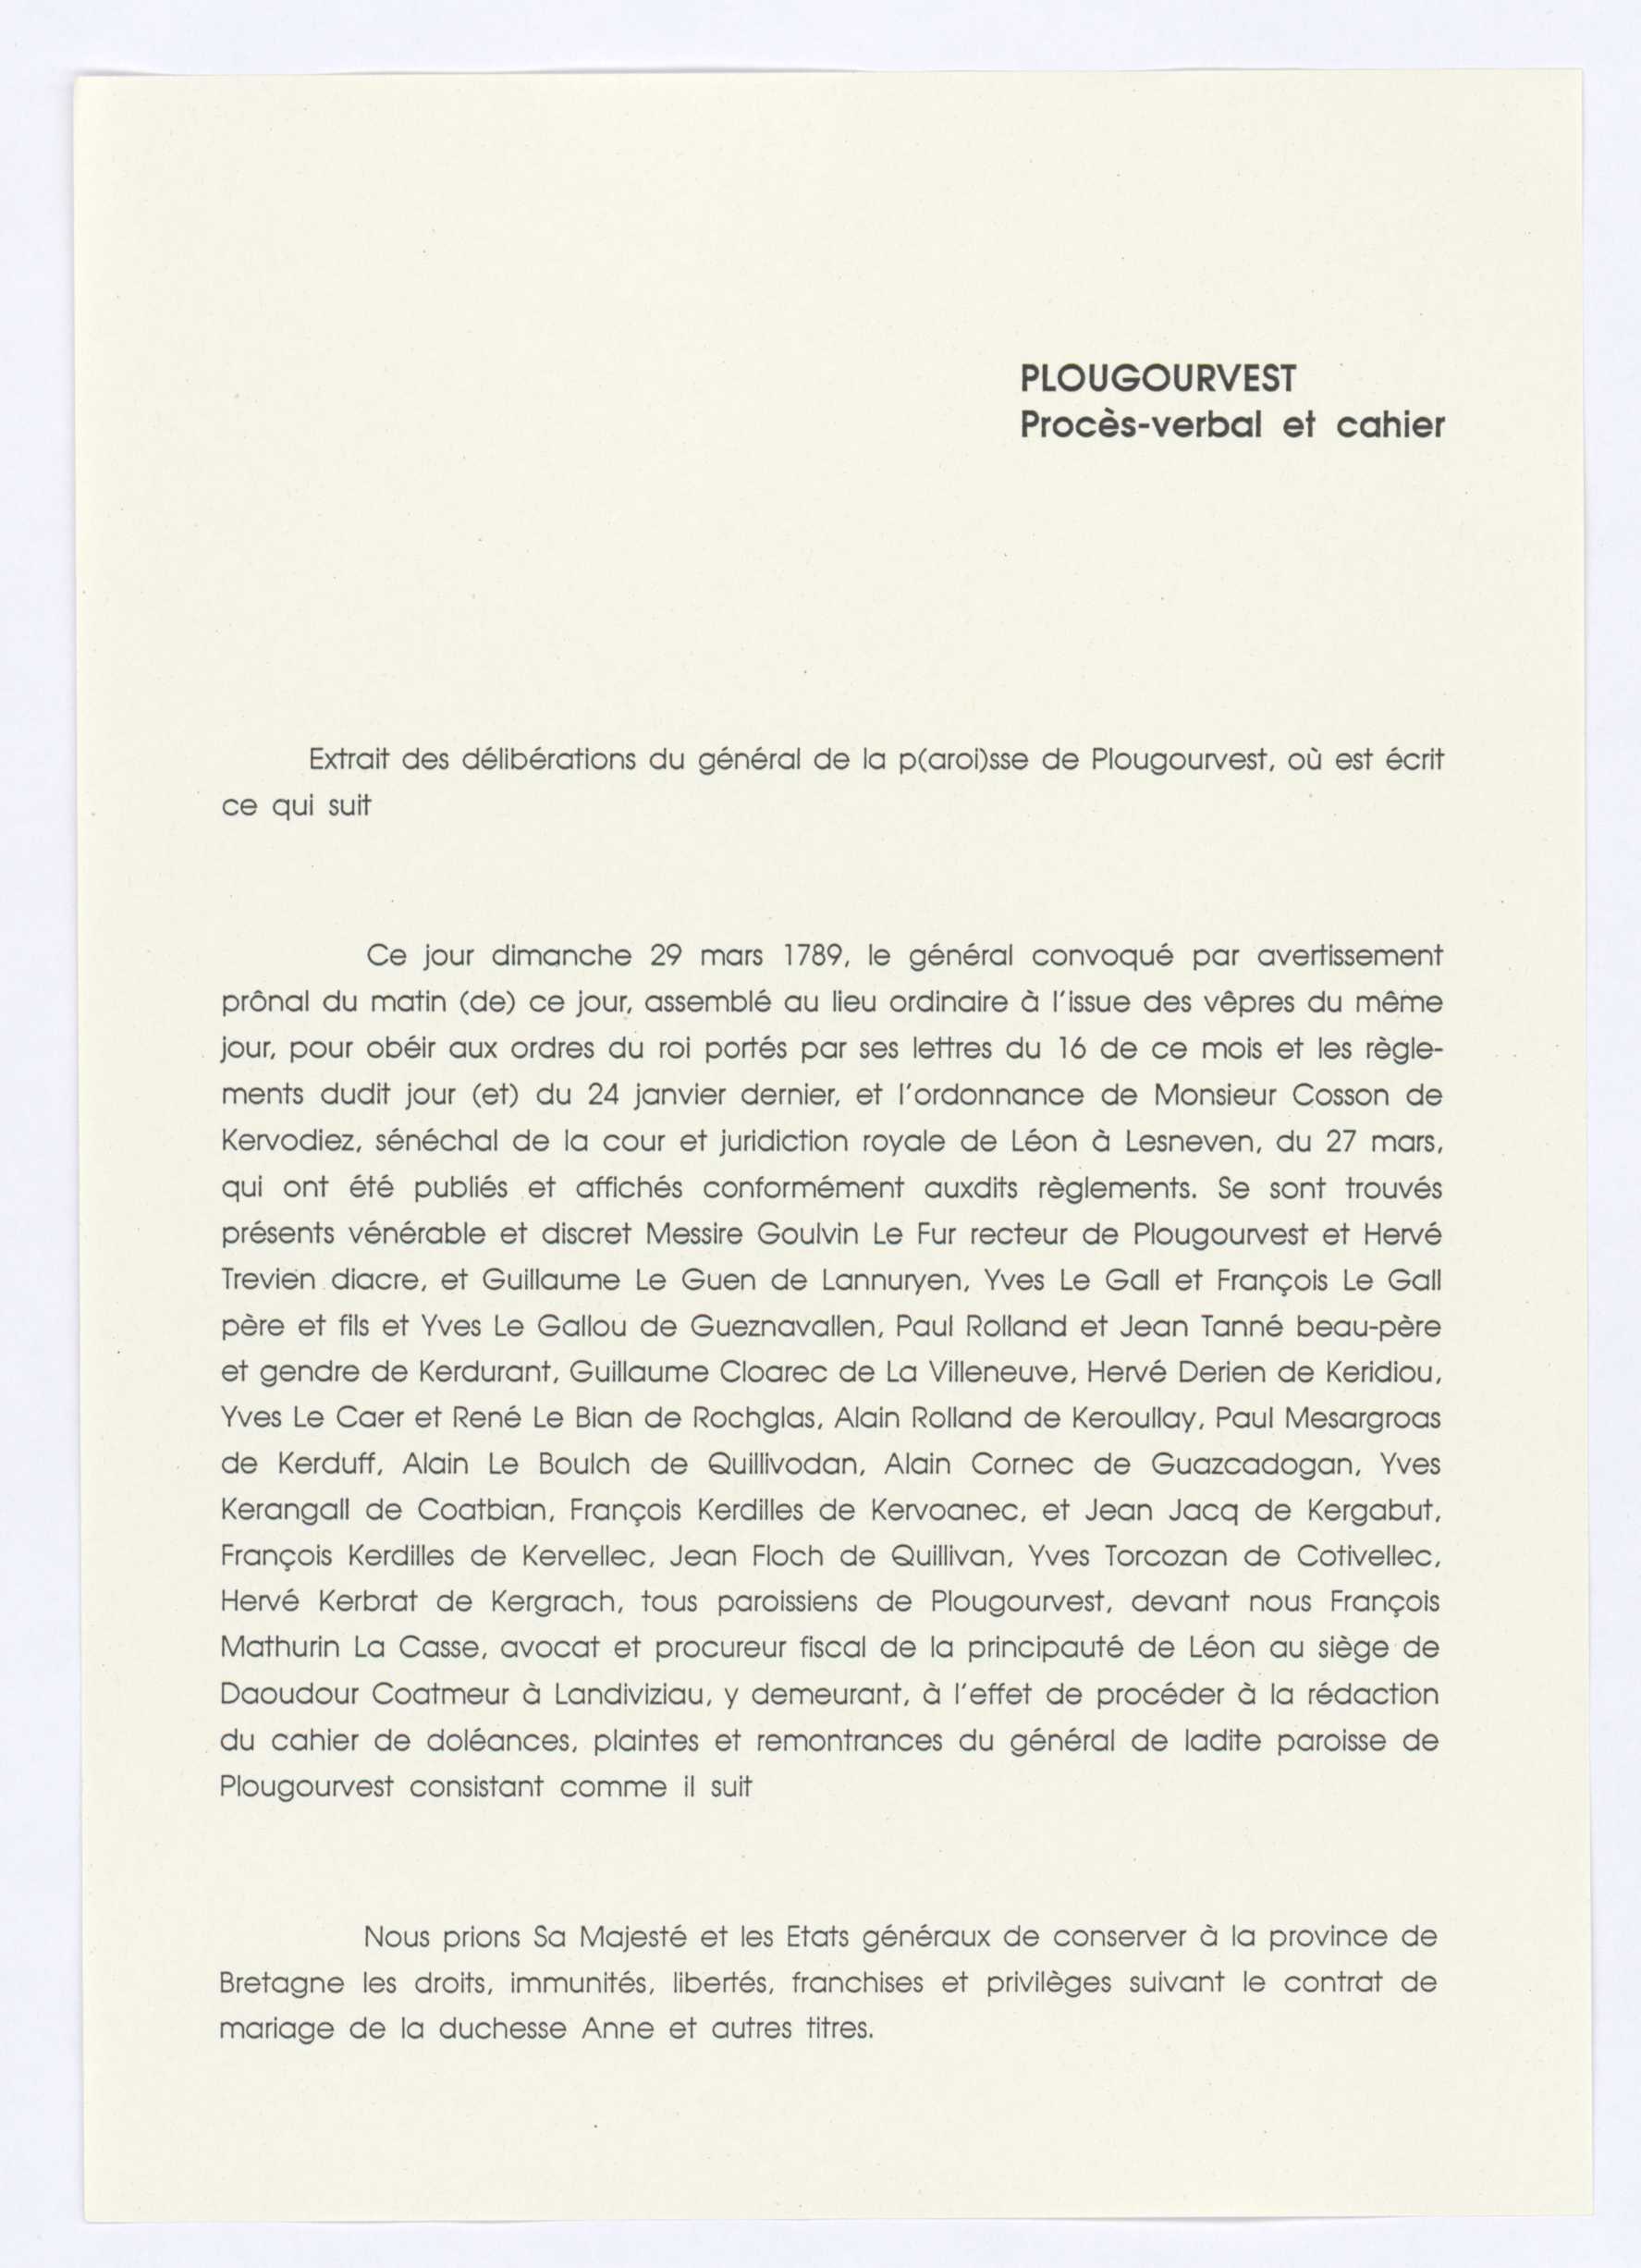 PLOUGOURVEST
Procès-verbal et cahier
Extrait des délibérations du général de la p(aroi)sse de Plougourvest, où est écrit
ce qui suit
Ce jour dimanche 29 mars 1789, le général convoqué par avertissement
prônal du matin (de) ce jour, assemblé au lieu ordinaire à l'issue des vêpres du même
jour, pour obéir aux ordres du roi portés par ses lettres du 16 de ce mois et les règle-
ments dudit jour (et) du 24 janvier dernier, et l'ordonnance de Monsieur Cosson de
Kervodiez, sénéchal de la cour et juridiction royale de Léon à Lesneven, du 27 mars,
qui ont été publiés et affichés conformément auxdits règlements. Se sont trouvés
présents vénérable et discret Messire Goulvin Le Fur recteur de Plougourvest et Hervé
Trevien diacre, et Guillaume Le Guen de Lannuryen, Yves Le Gall et François Le Gall
père et fils et Yves Le Gallou de Gueznavallen, Paul Rolland et Jean Tanné beau-père
et gendre de Kerdurant, Guillaume Cloarec de La Villeneuve, Hervé Derien de Keridiou,
Yves Le Caer et René Le Bian de Rochglas, Alain Rolland de Keroullay, Paul Mesargroas
de Kerduff, Alain Le Boulch de Quillivodan, Alain Cornec de Guazcadogan, Yves
Kerangall de Coatbian, François Kerdilles de Kervoanec, et Jean Jacq de Kergabut,
François Kerdilles de Kervellec, Jean Floch de Quillivan, Yves Torcozan de Cotivellec,
Hervé Kerbrat de Kergrach, tous paroissiens de Plougourvest, devant nous François
Mathurin La Casse, avocat et procureur fiscal de la principauté de Léon au siège de
Daoudour Coatmeur à Landiviziau, y demeurant, à l'effet de procéder à la rédaction
du cahier de doléances, plaintes et remontrances du général de ladite paroisse de
Plougourvest consistant comme il suit
Nous prions Sa Majesté et les Etats généraux de conserver à la province de
Bretagne les droits, immunités, libertés, franchises et privilèges suivant le contrat de
mariage de la duchesse Anne et autres titres.